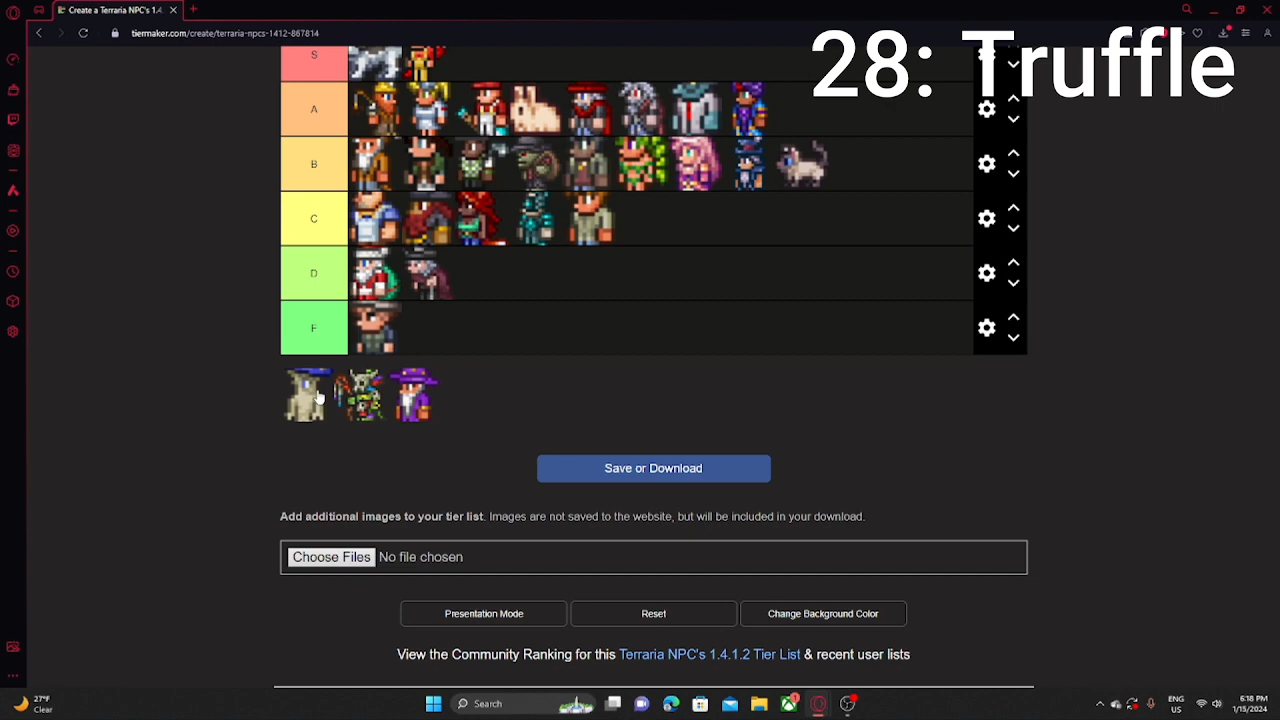 Create a Terraria NPC's 1.4.
tiermaker.com/create/terraria-npcs-1412-867814
28: Truffle
S
A
B
C
D
F
Save or Download
Add additional images to your tier list. Images are not saved to the website, but will be included in your download.
Choose Files No file chosen
Presentation Mode
Reset
Change Background Color
View the Community Ranking for this Terraria NPC's 1.4.1.2 Tier List & recent user lists
27°F
Clear
Search
1
ENG
US
6:18 PM
1/15/2024